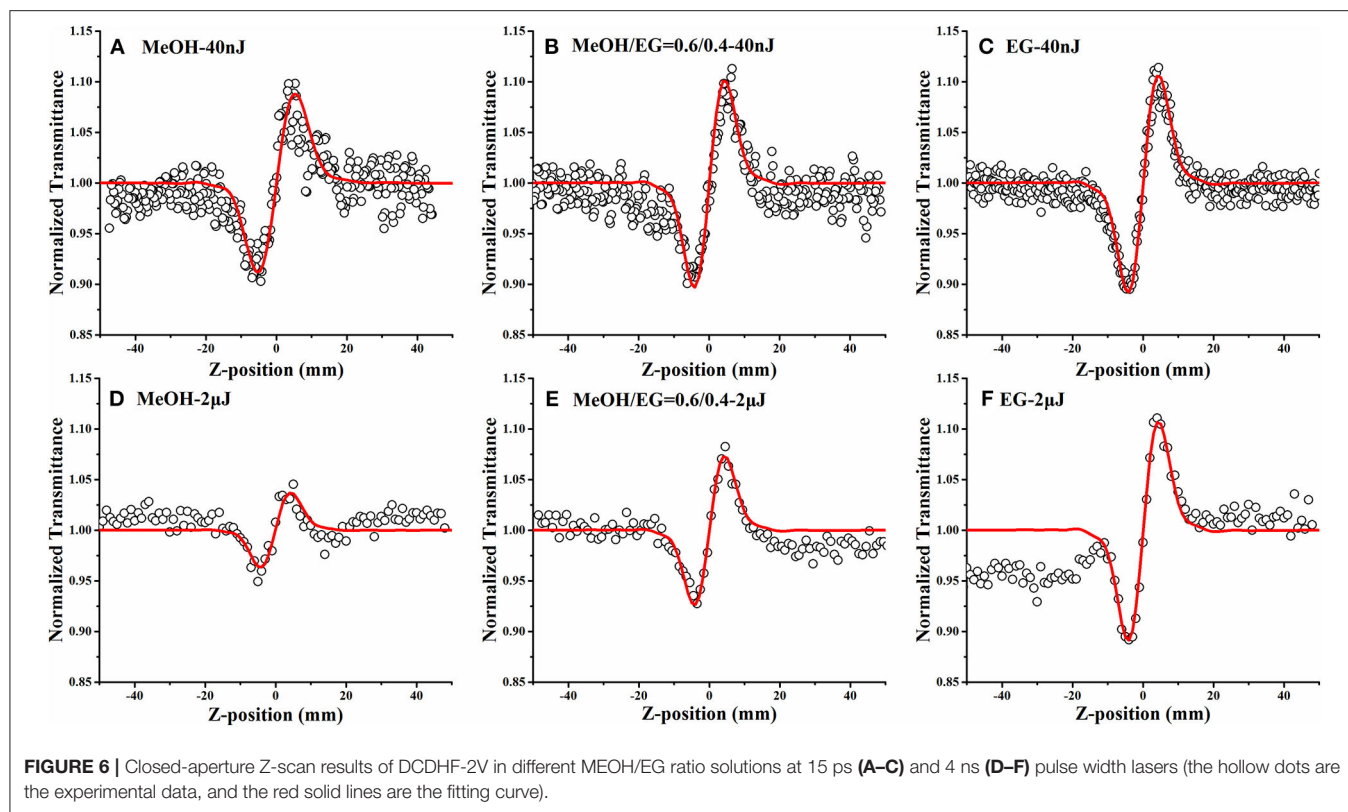 A MeOH-40nJ
Normalized Transmittance
1.15
1.10
1.05
1.00
0.95
0.90
0.85
-40 -20 0 20 40
Z-position (mm)
B MeOH/EG=0.6/0.4-40nJ
Normalized Transmittance
1.15
1.10
1.05
1.00
0.95
0.90
0.85
-40 -20 0 20 40
Z-position (mm)
C EG-40nJ
Normalized Transmittance
1.15
1.10
1.05
1.00
0.95
0.90
0.85
-40 -20 0 20 40
Z-position (mm)
D MeOH-2μJ
Normalized Transmittance
1.15
1.10
1.05
1.00
0.95
0.90
0.85
-40 -20 0 20 40
Z-position (mm)
E MeOH/EG=0.6/0.4-2μJ
Normalized Transmittance
1.15
1.10
1.05
1.00
0.95
0.90
0.85
-40 -20 0 20 40
Z-position (mm)
F EG-2μJ
Normalized Transmittance
1.15
1.10
1.05
1.00
0.95
0.90
0.85
-40 -20 0 20 40
Z-position (mm)
FIGURE 6 | Closed-aperture Z-scan results of DCDHF-2V in different MEOH/EG ratio solutions at 15 ps (A–C) and 4 ns (D–F) pulse width lasers (the hollow dots are
the experimental data, and the red solid lines are the fitting curve).